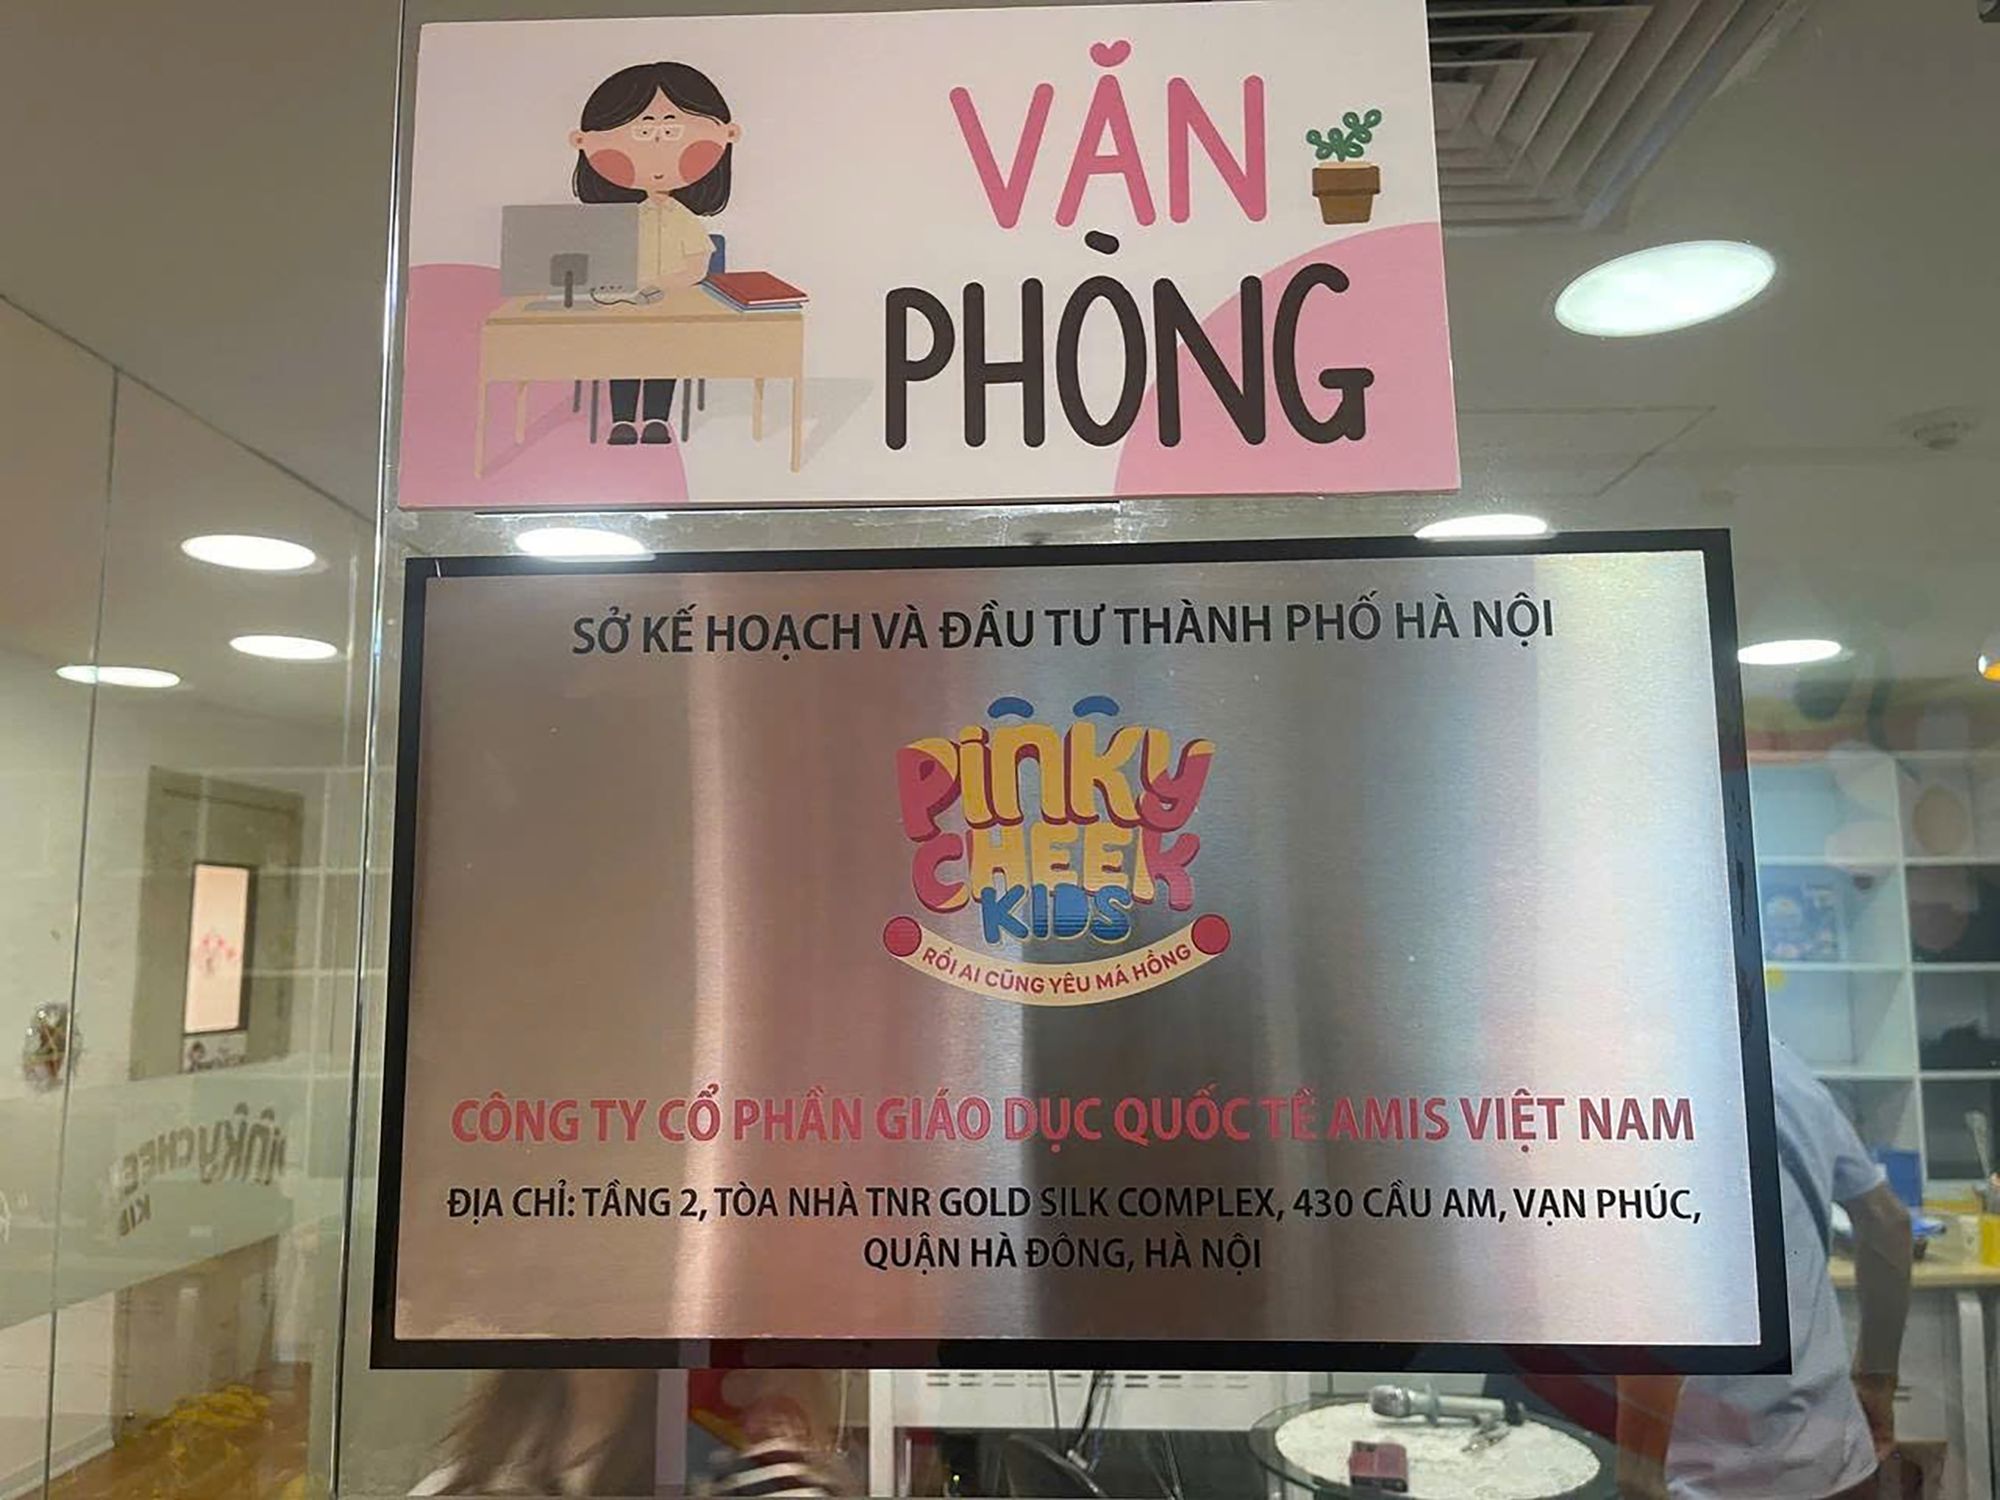 VĂN
PHÒNG
SỞ KẾ HOẠCH VÀ ĐẦU TƯ THÀNH PHỐ HÀ NỘI
PINKY
CHEEK
KIDS
RỒI AI CŨNG YÊU MÁ HỒNG
CÔNG TY CỔ PHẦN GIÁO DỤC QUỐC TẾ AMIS VIỆT NAM
ĐỊA CHỈ: TẦNG 2, TÒA NHÀ TNR GOLD SILK COMPLEX, 430 CẦU AM, VẠN PHÚC,
QUẬN HÀ ĐÔNG, HÀ NỘI